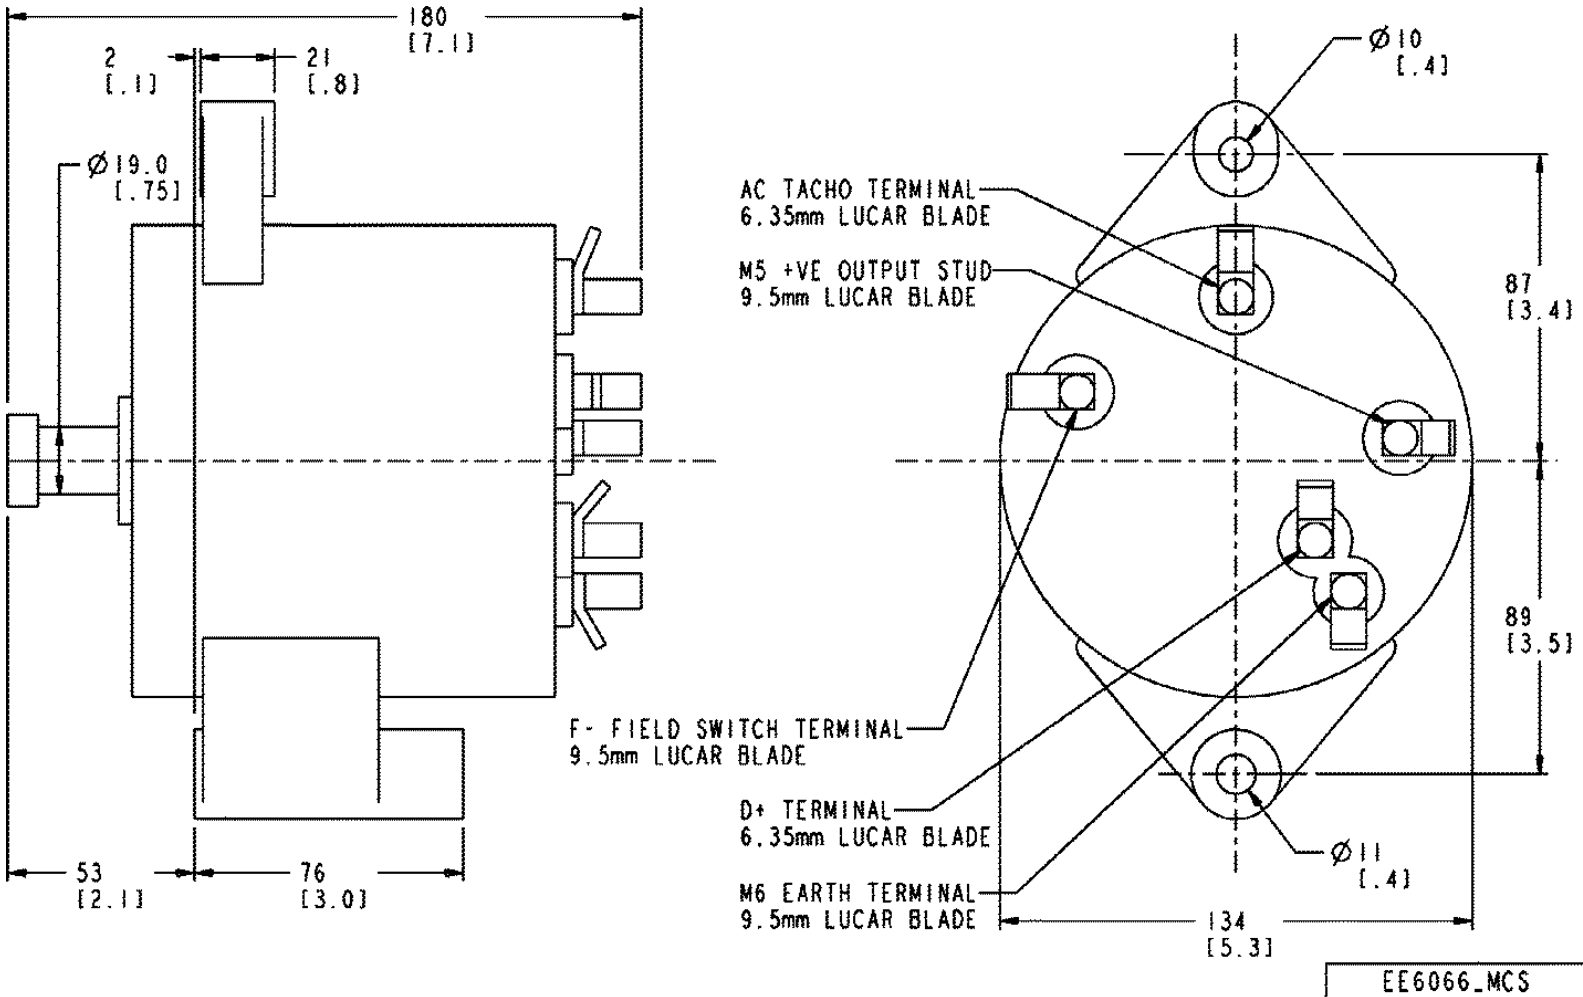 180
[7.1]
2
[.1]
21
[.8]
Ø19.0
[.75]
53
[2.1]
76
[3.0]
Ø10
[.4]
AC TACHO TERMINAL
6.35mm LUCAR BLADE
M5 +VE OUTPUT STUD
9.5mm LUCAR BLADE
87
[3.4]
89
[3.5]
F- FIELD SWITCH TERMINAL
9.5mm LUCAR BLADE
D+ TERMINAL
6.35mm LUCAR BLADE
M6 EARTH TERMINAL
9.5mm LUCAR BLADE
Ø11
[.4]
134
[5.3]
EE6066_MCS